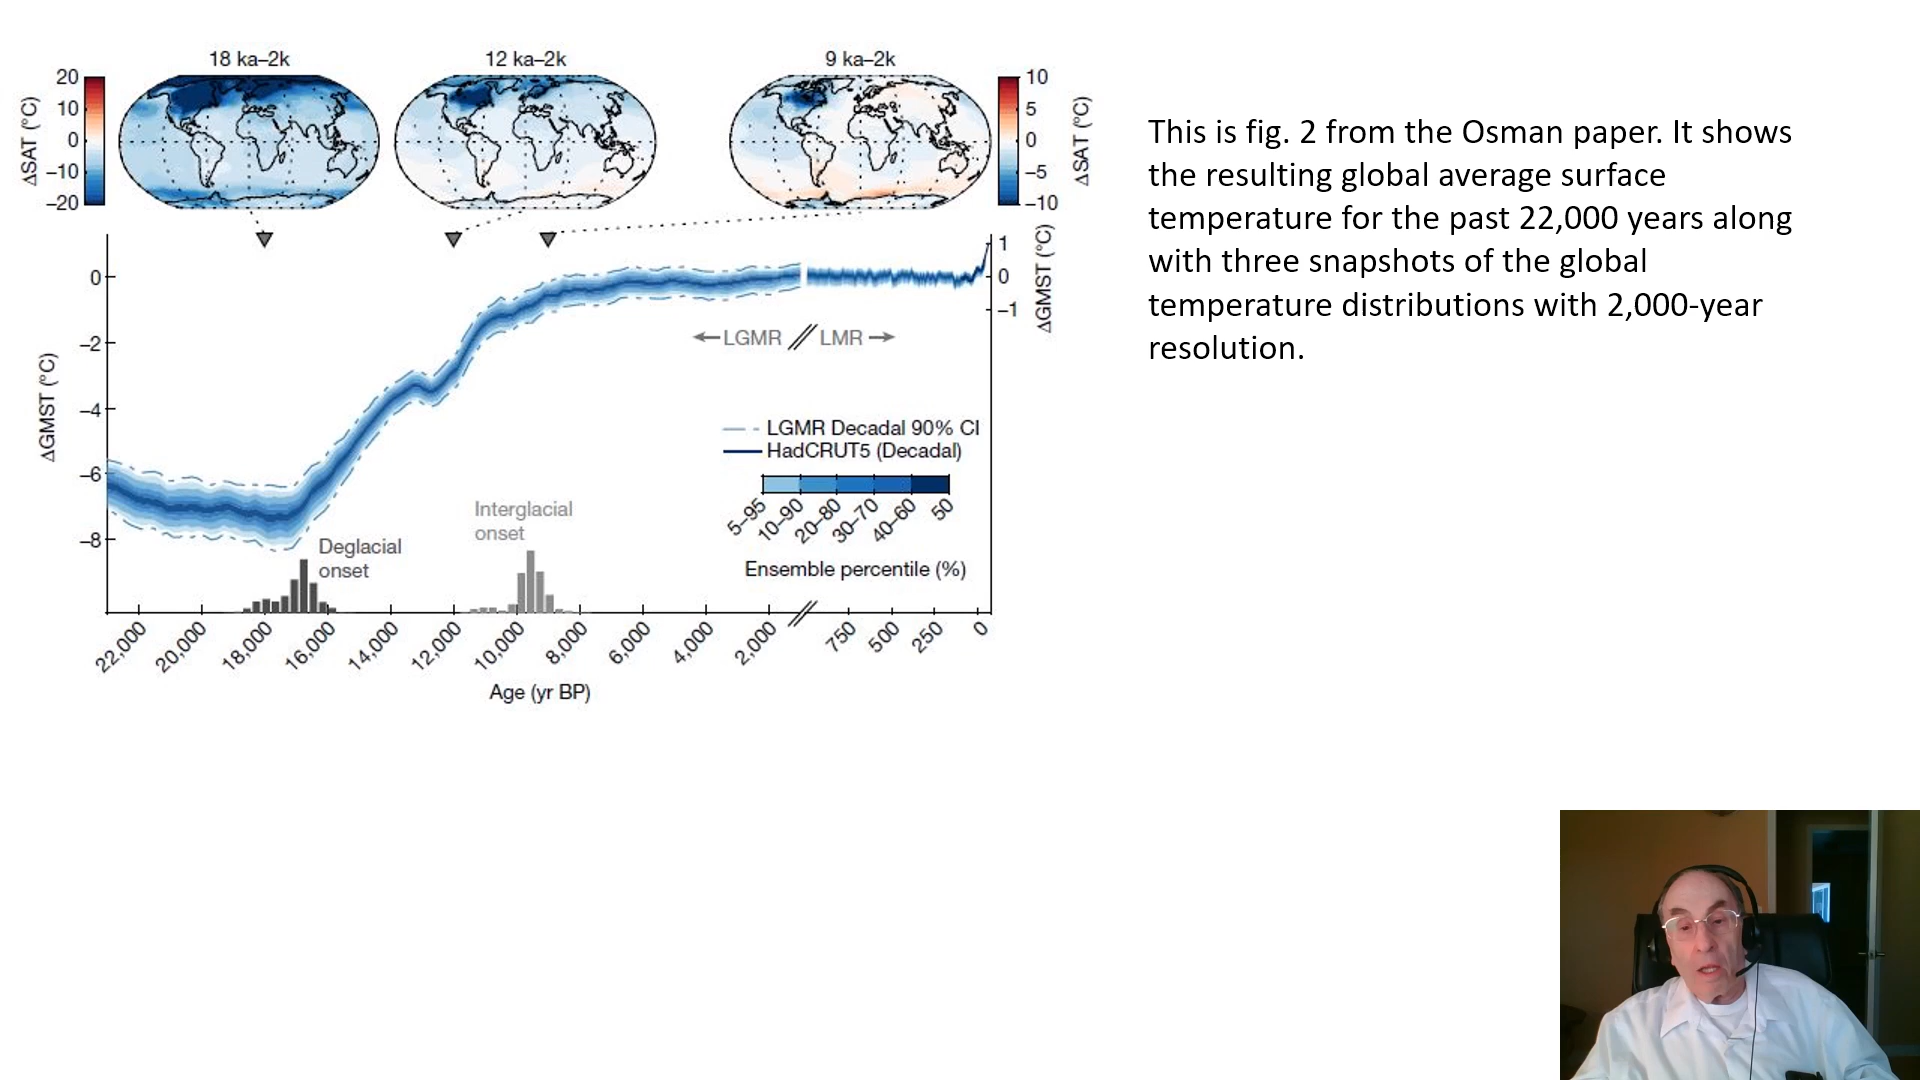 18 ka–2k
12 ka–2k
9 ka–2k
ΔSAT (°C)
20
10
0
−10
−20
10
5
0
−5
−10
ΔSAT (°C)
This is fig. 2 from the Osman paper. It shows
the resulting global average surface
temperature for the past 22,000 years along
with three snapshots of the global
temperature distributions with 2,000-year
resolution.
ΔGMST (°C)
0
−2
−4
−6
−8
1
0
−1
ΔGMST (°C)
LGMR
LMR
LGMR Decadal 90% CI
HadCRUT5 (Decadal)
5–95
10–90
20–80
30–70
40–60
50
Ensemble percentile (%)
Interglacial
onset
Deglacial
onset
22,000
20,000
18,000
16,000
14,000
12,000
10,000
8,000
6,000
4,000
2,000
750
500
250
0
Age (yr BP)